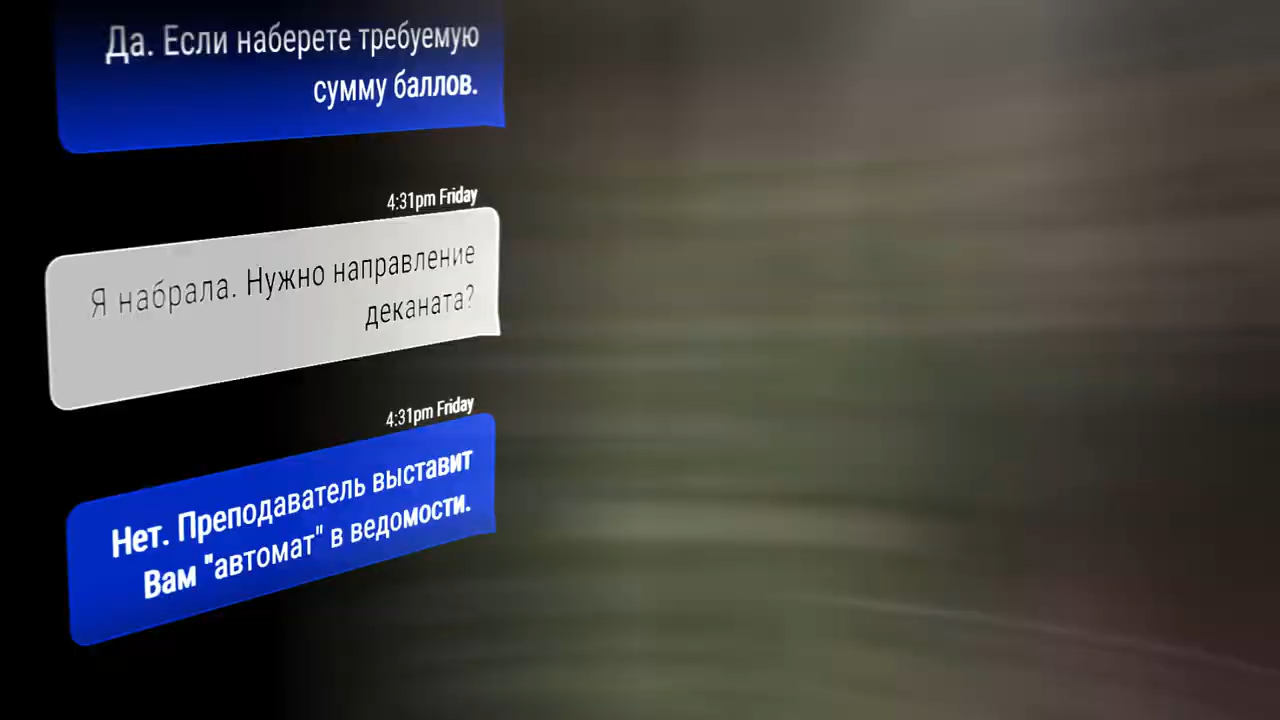 Да. Если наберете требуемую
сумму баллов.
4:31pm Friday
Я набрала. Нужно направление
деканата?
4:31pm Friday
Нет. Преподаватель выставит
Вам "автомат" в ведомости.